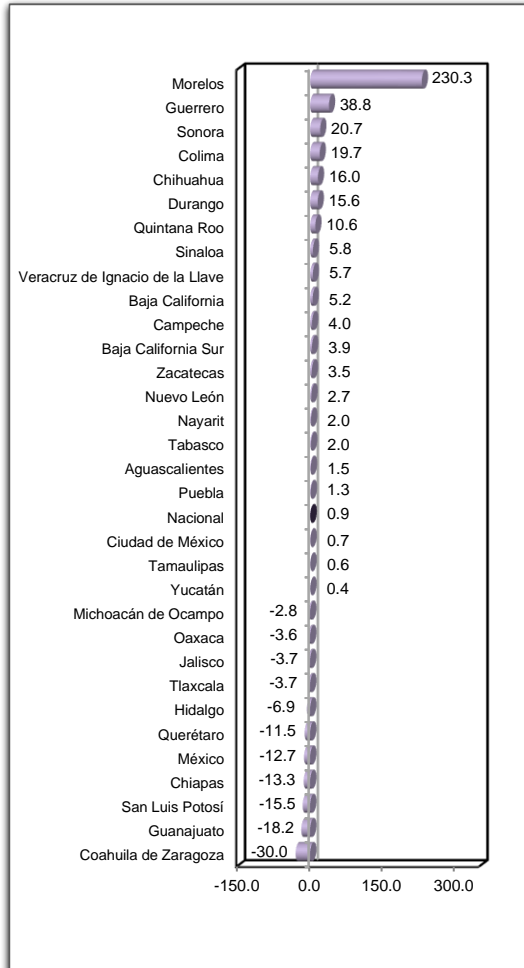 Morelos 230.3
Guerrero 38.8
Sonora 20.7
Colima 19.7
Chihuahua 16.0
Durango 15.6
Quintana Roo 10.6
Sinaloa 5.8
Veracruz de Ignacio de la Llave 5.7
Baja California 5.2
Campeche 4.0
Baja California Sur 3.9
Zacatecas 3.5
Nuevo León 2.7
Nayarit 2.0
Tabasco 2.0
Aguascalientes 1.5
Puebla 1.3
Nacional 0.9
Ciudad de México 0.7
Tamaulipas 0.6
Yucatán 0.4
Michoacán de Ocampo -2.8
Oaxaca -3.6
Jalisco -3.7
Tlaxcala -3.7
Hidalgo -6.9
Querétaro -11.5
México -12.7
Chiapas -13.3
San Luis Potosí -15.5
Guanajuato -18.2
Coahuila de Zaragoza -30.0
-150.0 0.0 150.0 300.0